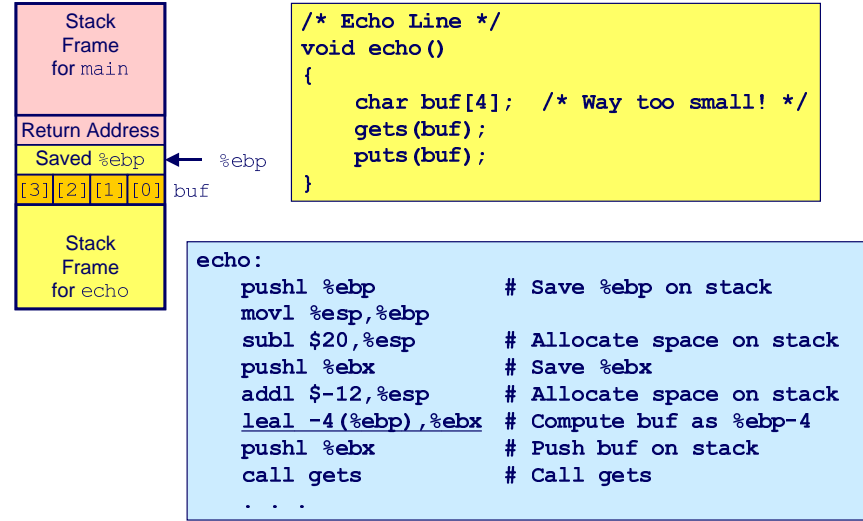 Stack
Frame
for main
Return Address
Saved %ebp
%ebp
[3] [2] [1] [0] buf
Stack
Frame
for echo
/* Echo Line */
void echo()
{
    char buf[4];  /* Way too small! */
    gets(buf);
    puts(buf);
}
echo:
    pushl %ebp    # Save %ebp on stack
    movl %esp,%ebp
    subl $20,%esp    # Allocate space on stack
    pushl %ebx    # Save %ebx
    addl $-12,%esp    # Allocate space on stack
    leal -4(%ebp),%ebx    # Compute buf as %ebp-4
    pushl %ebx    # Push buf on stack
    call gets    # Call gets
    . . .